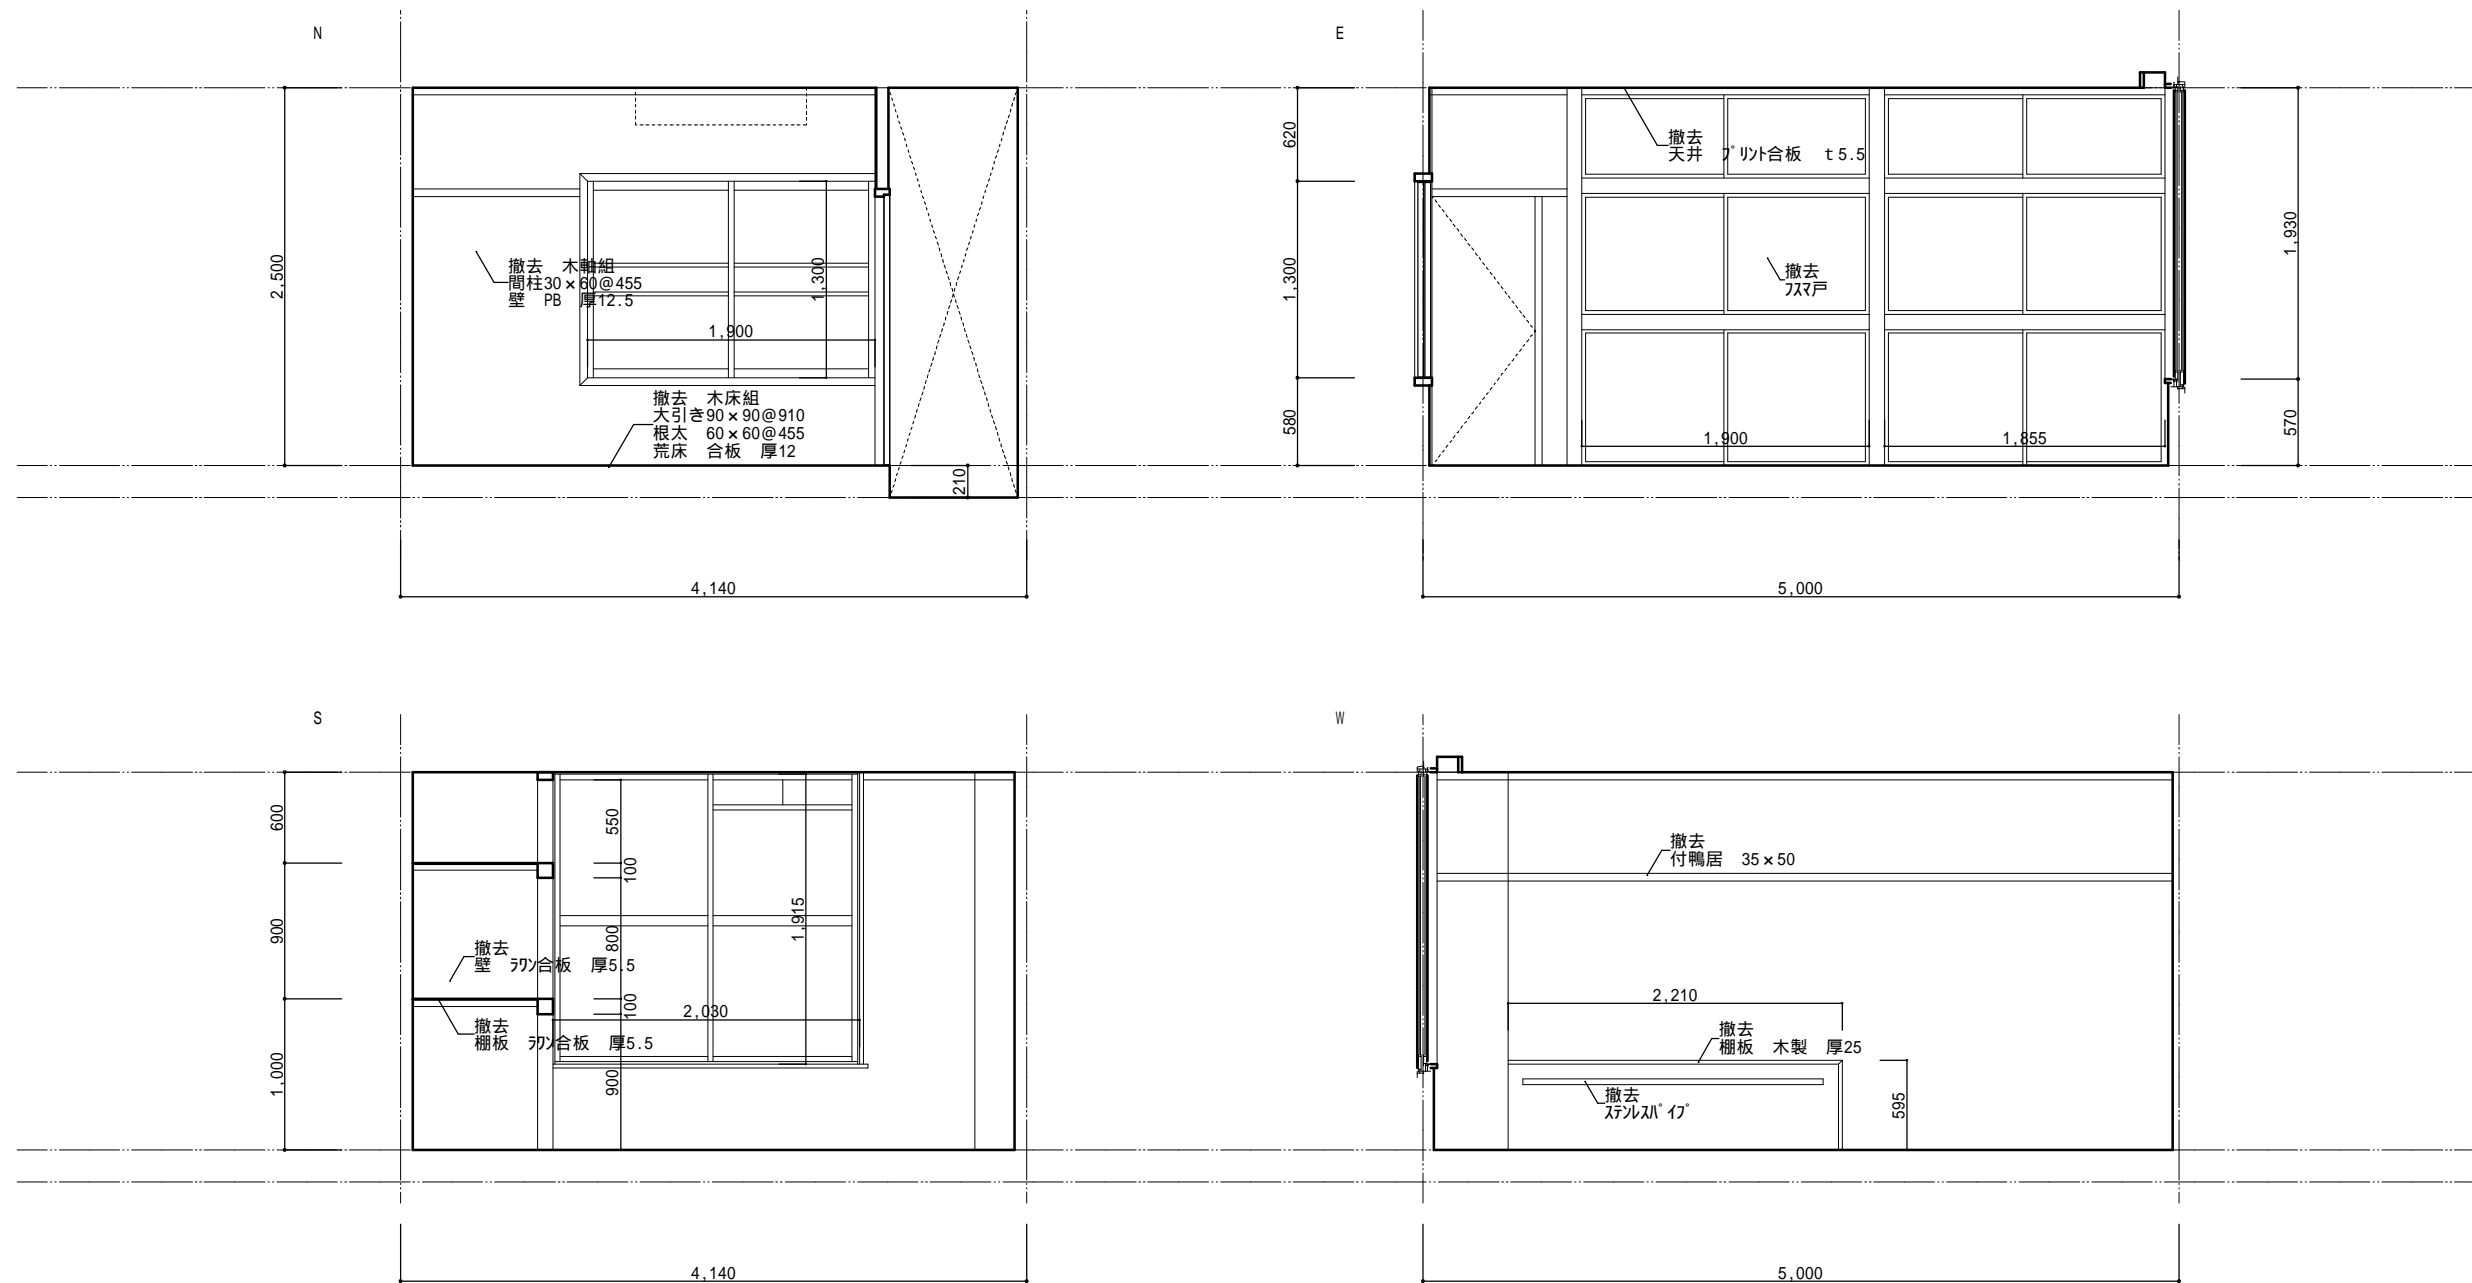 N
2,500
撤去　木軸組
間柱30×60@455
壁　PB　厚12.5
1,300
1,900
撤去　木床組
大引き90×90@910
根太　60×60@455
荒床　合板　厚12
210
4,140
E
620
1,300
580
撤去
天井　ﾌﾟﾘﾝﾄ合板　t5.5
撤去
ﾌｽﾏ戸
1,900
1,855
1,930
570
5,000
S
600
900
1,000
550
100
800
100
900
1,915
2,030
撤去
壁　ﾗﾜﾝ合板　厚5.5
撤去
棚板　ﾗﾜﾝ合板　厚5.5
4,140
W
撤去
付鴨居　35×50
2,210
撤去
棚板　木製　厚25
撤去
ｽﾃﾝﾚｽﾊﾟｲﾌﾟ
595
5,000